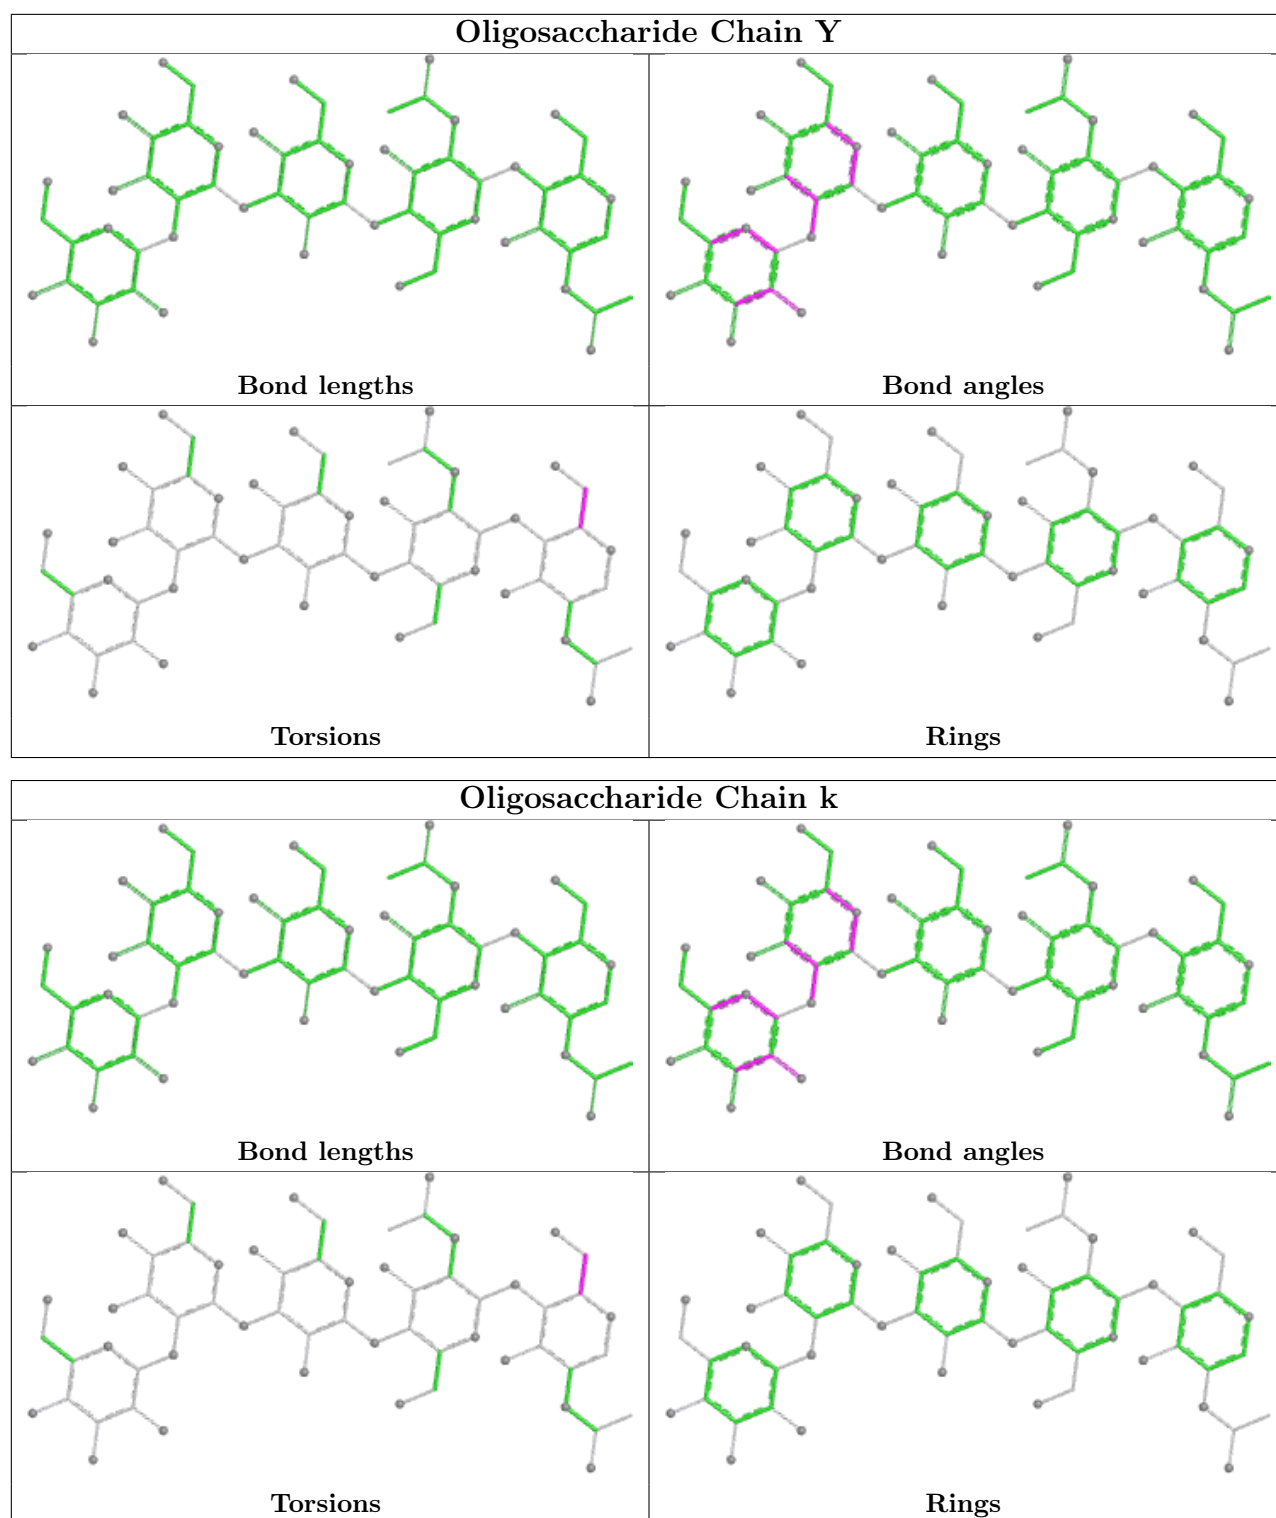 Oligosaccharide Chain Y
Bond lengths
Bond angles
Torsions
Rings
Oligosaccharide Chain k
Bond lengths
Bond angles
Torsions
Rings